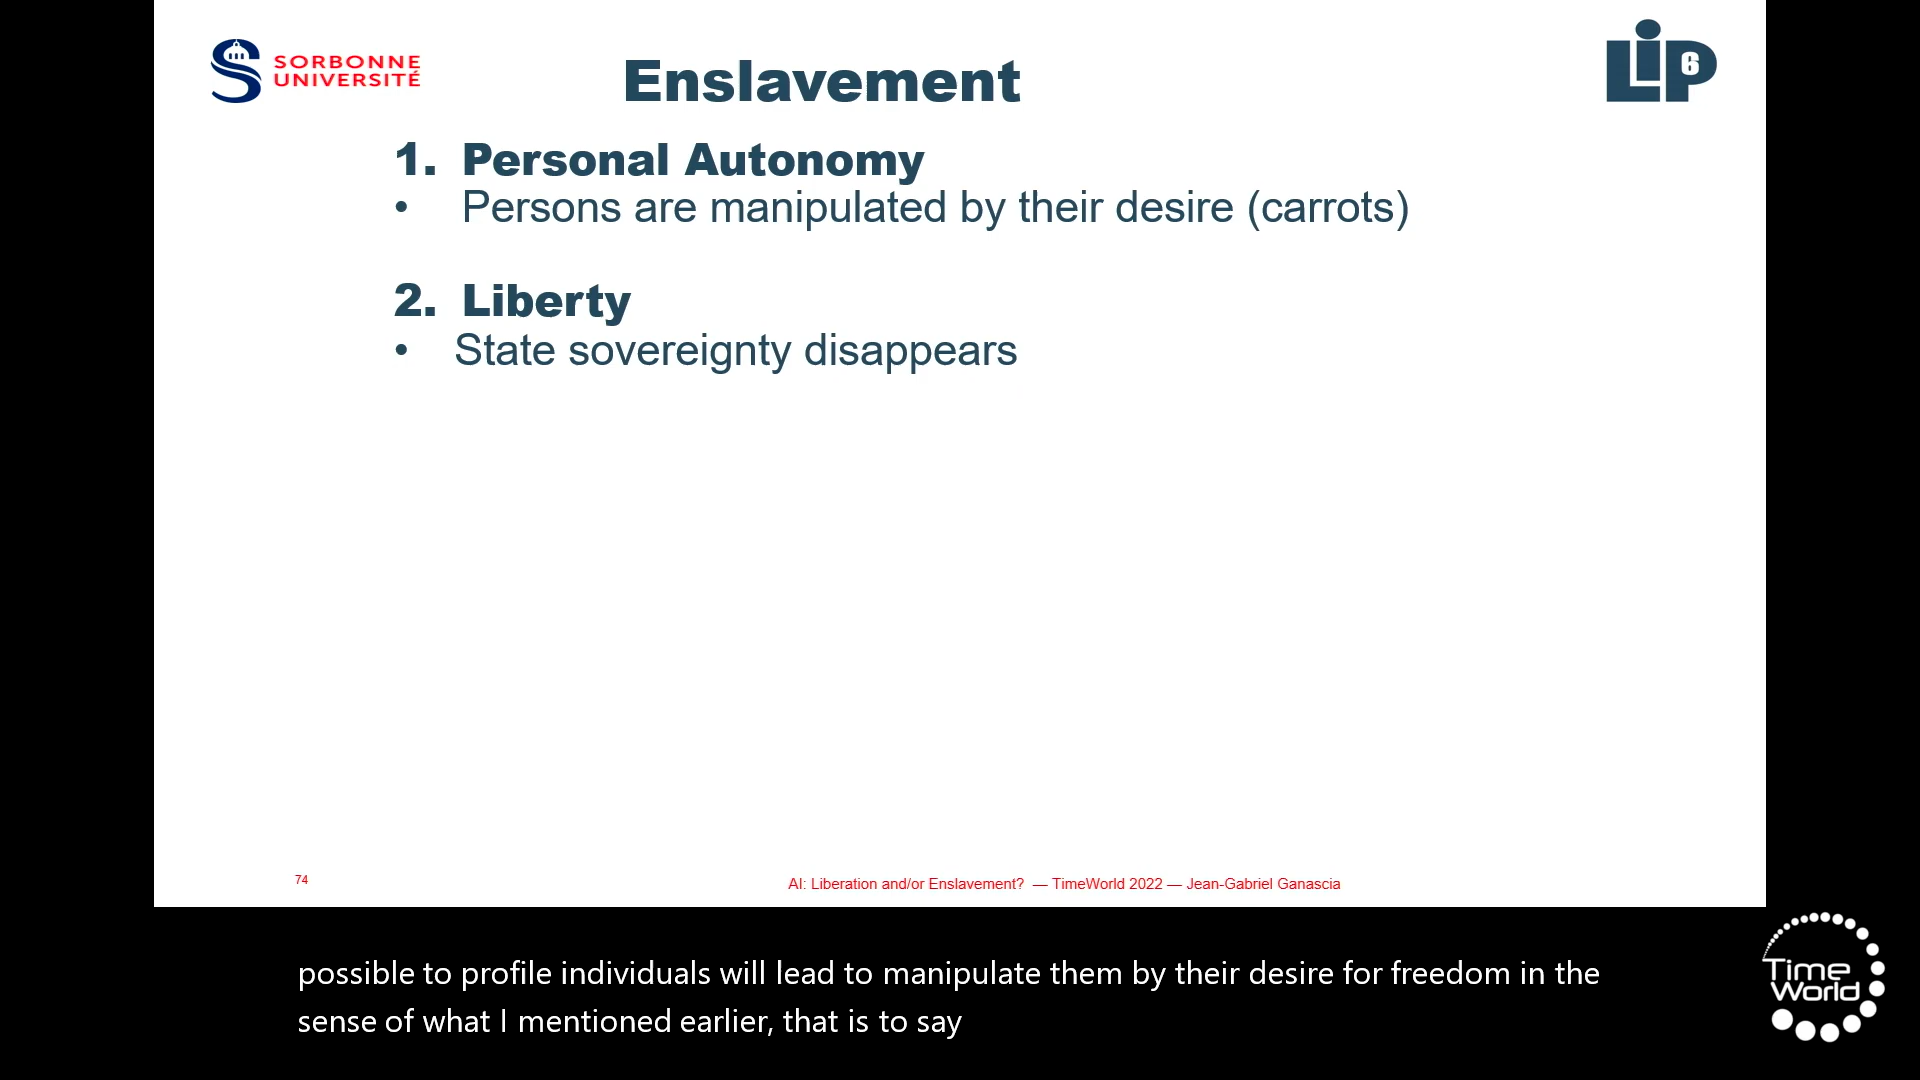 SORBONNE
UNIVERSITÉ
Enslavement
LiP6
1. Personal Autonomy
• Persons are manipulated by their desire (carrots)
2. Liberty
• State sovereignty disappears
74
AI: Liberation and/or Enslavement? — TimeWorld 2022 — Jean-Gabriel Ganascia
possible to profile individuals will lead to manipulate them by their desire for freedom in the
sense of what I mentioned earlier, that is to say
Time
World